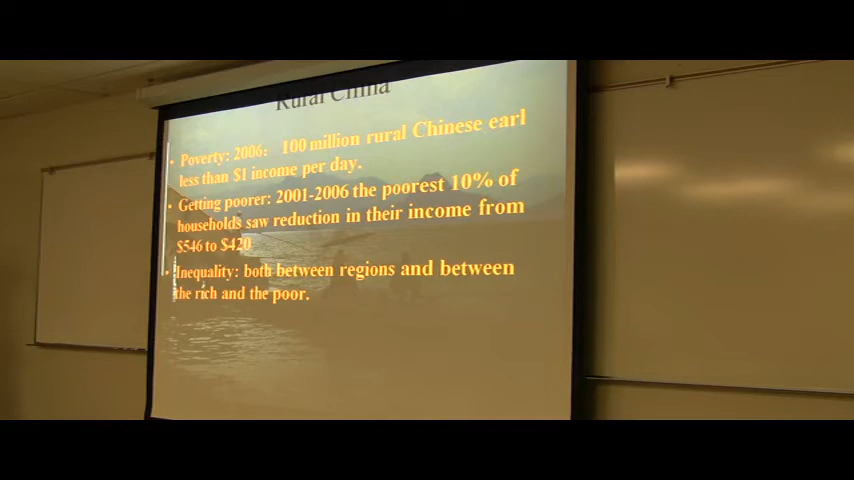 Rural China
• Poverty: 2006: 100 million rural Chinese earl
less than $1 income per day.
• Getting poorer: 2001-2006 the poorest 10% of
households saw reduction in their income from
$546 to $420
• Inequality: both between regions and between
the rich and the poor.